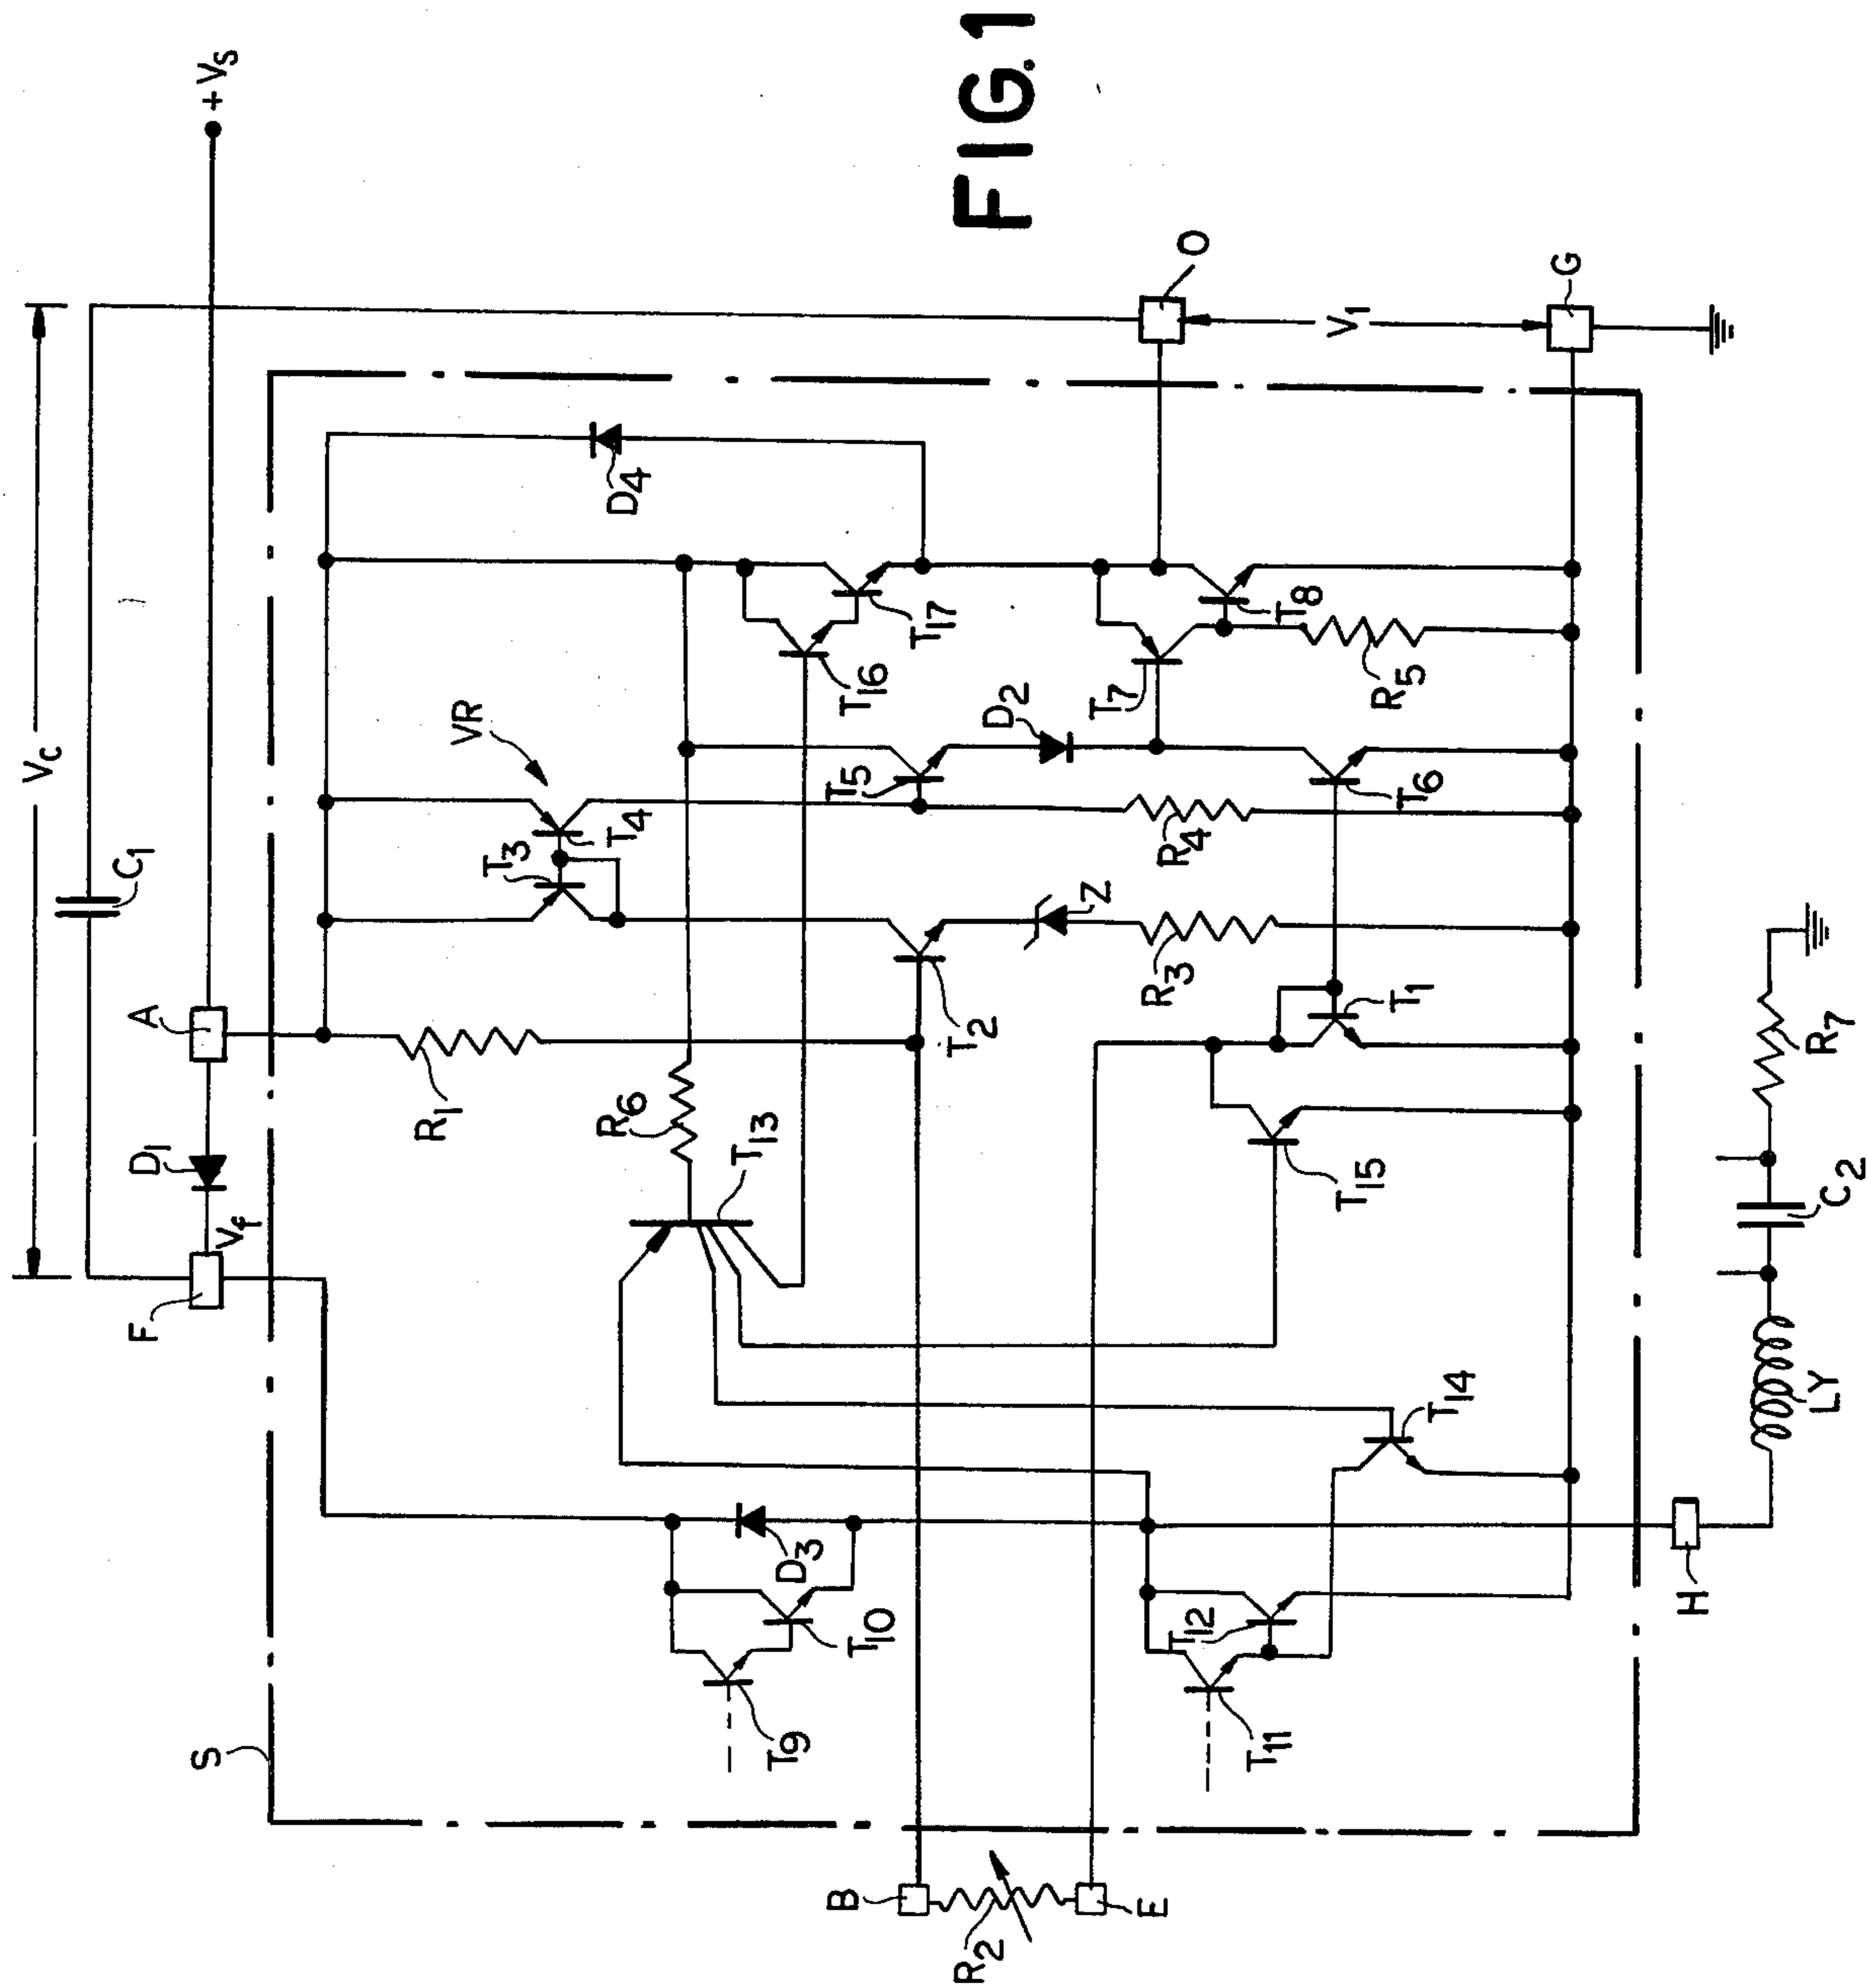 FIG.1
VC
C1
+VS
A
D1
Vf
F
R1
VR
T3
T4
D4
R6
T13
T16
T17
T5
D2
T7
T8
R5
O
V1
G
T2
Z
R3
R4
T6
T1
T15
T14
D3
T10
T9
T12
T11
S
B
R2
E
H
LY
C2
R7